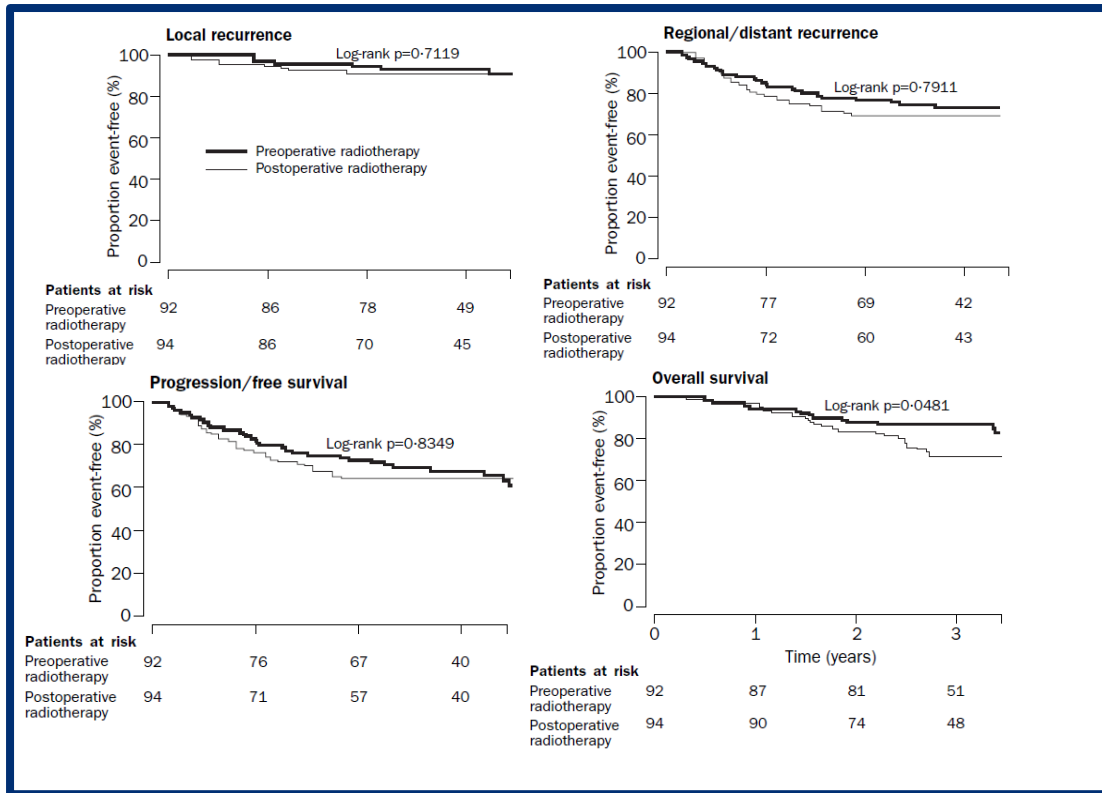 Local recurrence
Log-rank p=0·7119
Proportion event-free (%)
100
80
60
40
20
0
Preoperative radiotherapy
Postoperative radiotherapy
Patients at risk
Preoperative
radiotherapy
92 86 78 49
Postoperative
radiotherapy
94 86 70 45
Regional/distant recurrence
Log-rank p=0·7911
Proportion event-free (%)
100
80
60
40
20
0
Patients at risk
Preoperative
radiotherapy
92 77 69 42
Postoperative
radiotherapy
94 72 60 43
Progression/free survival
Log-rank p=0·8349
Proportion event-free (%)
100
80
60
40
20
0
Patients at risk
Preoperative
radiotherapy
92 76 67 40
Postoperative
radiotherapy
94 71 57 40
Overall survival
Log-rank p=0·0481
Proportion event-free (%)
100
80
60
40
20
0
0 1 2 3
Time (years)
Patients at risk
Preoperative
radiotherapy
92 87 81 51
Postoperative
radiotherapy
94 90 74 48